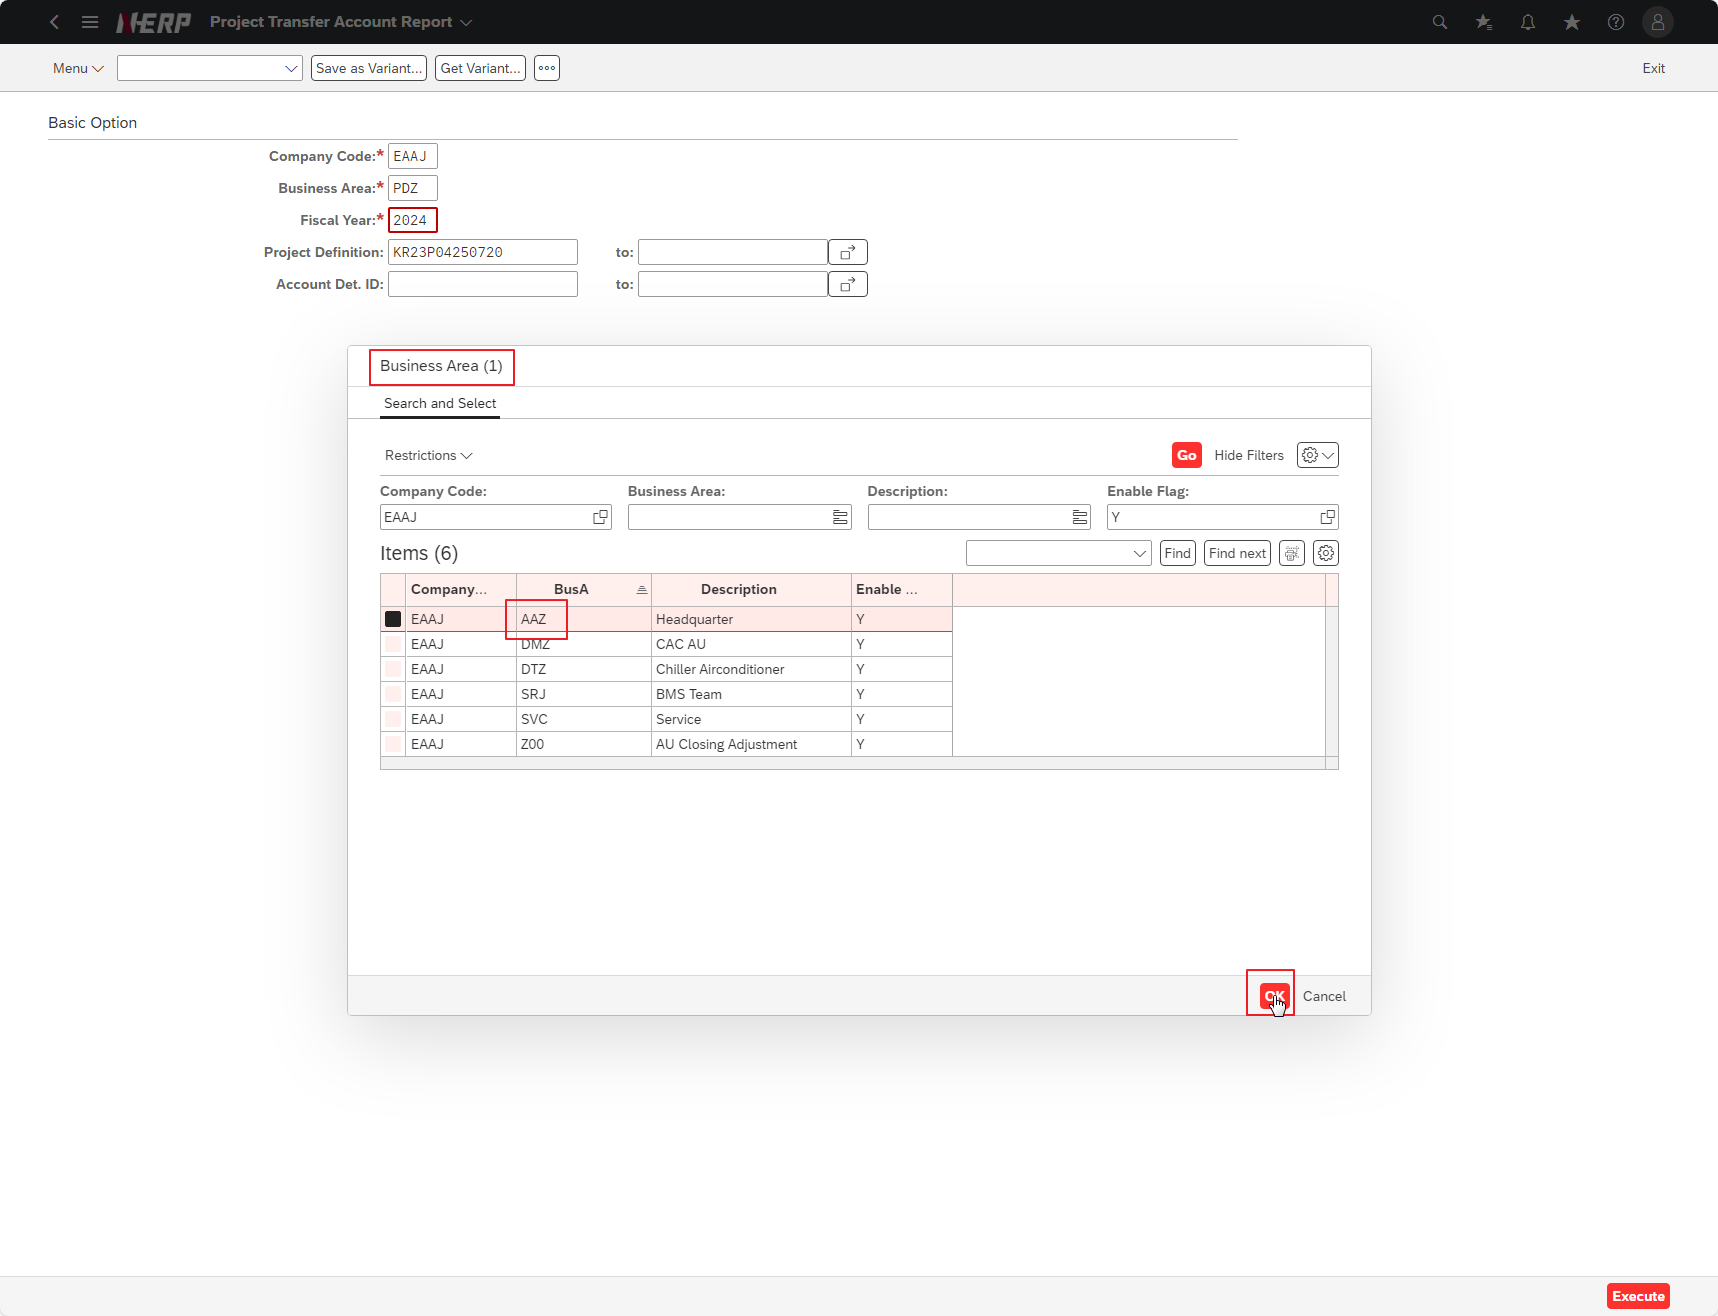 NERP Project Transfer Account Report
Menu Save as Variant... Get Variant... Exit
Basic Option
Company Code:* EAAJ
Business Area:* PDZ
Fiscal Year:* 2024
Project Definition: KR23P04250720 to:
Account Det. ID: to:
Business Area (1)
Search and Select
Restrictions Go Hide Filters
Company Code: Business Area: Description: Enable Flag:
EAAJ Y
Items (6) Find Find next
Company... BusA Description Enable ...
EAAJ AAZ Headquarter Y
EAAJ DMZ CAC AU Y
EAAJ DTZ Chiller Airconditioner Y
EAAJ SRJ BMS Team Y
EAAJ SVC Service Y
EAAJ Z00 AU Closing Adjustment Y
OK Cancel
Execute